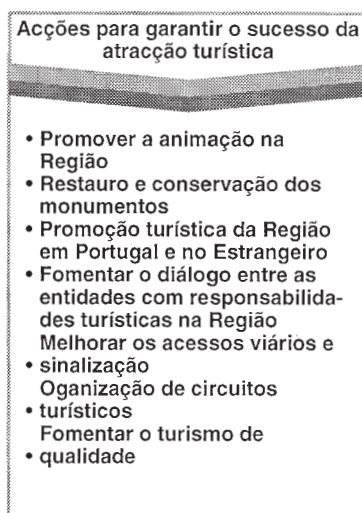 Acções para garantir o sucesso da
atracção turística
• Promover a animação na
Região
• Restauro e conservação dos
monumentos
• Promoção turística da Região
em Portugal e no Estrangeiro
• Fomentar o diálogo entre as
entidades com responsabilida-
des turísticas na Região
Melhorar os acessos viários e
• sinalização
Oganização de circuitos
• turísticos
Fomentar o turismo de
• qualidade